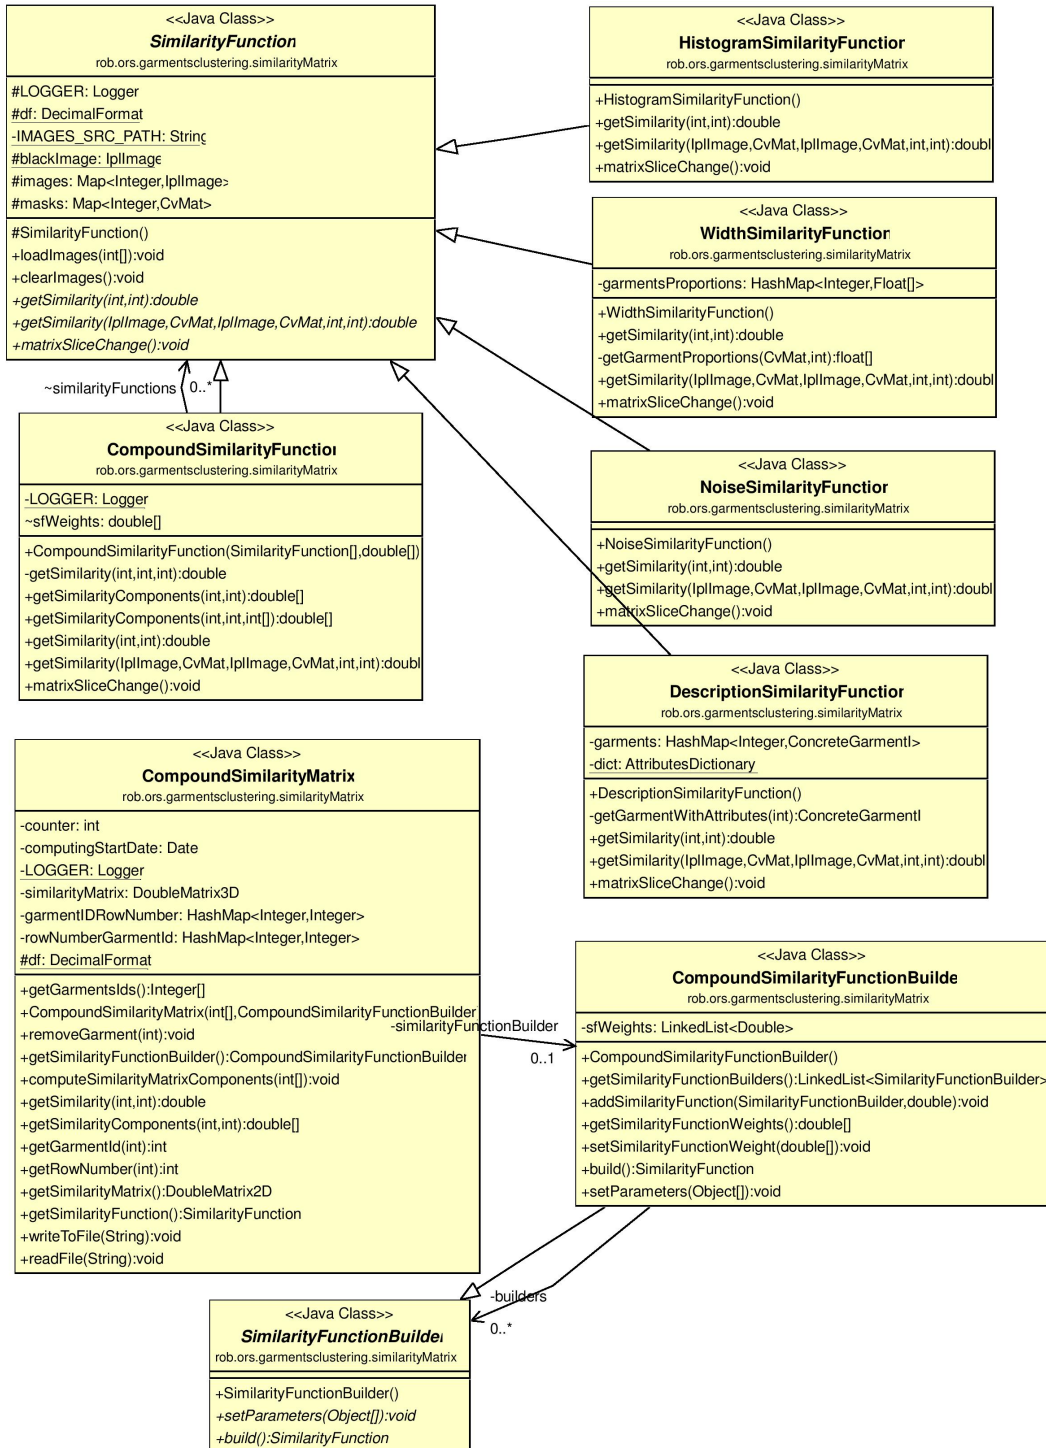 <<Java Class>>
SimilarityFunction
rob.ors.garmentsclustering.similarityMatrix
#LOGGER: Logger
#df: DecimalFormat
-IMAGES_SRC_PATH: String
#blackImage: IplImage
#images: Map<Integer,IplImage>
#masks: Map<Integer,CvMat>
#SimilarityFunction()
+loadImages(int[]):void
+clearImages():void
+getSimilarity(int,int):double
+getSimilarity(IplImage,CvMat,IplImage,CvMat,int,int):double
+matrixSliceChange():void
<<Java Class>>
HistogramSimilarityFunction
rob.ors.garmentsclustering.similarityMatrix
+HistogramSimilarityFunction()
+getSimilarity(int,int):double
+getSimilarity(IplImage,CvMat,IplImage,CvMat,int,int):doubl
+matrixSliceChange():void
<<Java Class>>
WidthSimilarityFunction
rob.ors.garmentsclustering.similarityMatrix
-garmentsProportions: HashMap<Integer,Float[]>
+WidthSimilarityFunction()
+getSimilarity(int,int):double
-getGarmentProportions(CvMat,int):float[]
+getSimilarity(IplImage,CvMat,IplImage,CvMat,int,int):doubl
+matrixSliceChange():void
~similarityFunctions
0..*
<<Java Class>>
CompoundSimilarityFunction
rob.ors.garmentsclustering.similarityMatrix
-LOGGER: Logger
~sfWeights: double[]
+CompoundSimilarityFunction(SimilarityFunction[],double[])
-getSimilarity(int,int,int):double
+getSimilarityComponents(int,int):double[]
+getSimilarityComponents(int,int,int[]):double[]
+getSimilarity(int,int):double
+getSimilarity(IplImage,CvMat,IplImage,CvMat,int,int):doubl
+matrixSliceChange():void
<<Java Class>>
NoiseSimilarityFunction
rob.ors.garmentsclustering.similarityMatrix
+NoiseSimilarityFunction()
+getSimilarity(int,int):double
+getSimilarity(IplImage,CvMat,IplImage,CvMat,int,int):doubl
+matrixSliceChange():void
<<Java Class>>
DescriptionSimilarityFunction
rob.ors.garmentsclustering.similarityMatrix
-garments: HashMap<Integer,ConcreteGarmentI>
-dict: AttributesDictionary
+DescriptionSimilarityFunction()
-getGarmentWithAttributes(int):ConcreteGarmentI
+getSimilarity(int,int):double
+getSimilarity(IplImage,CvMat,IplImage,CvMat,int,int):doubl
+matrixSliceChange():void
<<Java Class>>
CompoundSimilarityMatrix
rob.ors.garmentsclustering.similarityMatrix
-counter: int
-computingStartDate: Date
-LOGGER: Logger
-similarityMatrix: DoubleMatrix3D
-garmentIDRowNumber: HashMap<Integer,Integer>
-rowNumberGarmentId: HashMap<Integer,Integer>
#df: DecimalFormat
+getGarmentsIds():Integer[]
+CompoundSimilarityMatrix(int[],CompoundSimilarityFunctionBuilder
+removeGarment(int):void
+getSimilarityFunctionBuilder():CompoundSimilarityFunctionBuilder
+computeSimilarityMatrixComponents(int[]):void
+getSimilarity(int,int):double
+getSimilarityComponents(int,int):double[]
+getGarmentId(int):int
+getRowNumber(int):int
+getSimilarityMatrix():DoubleMatrix2D
+getSimilarityFunction():SimilarityFunction
+writeToFile(String):void
+readFile(String):void
-similarityFunctionBuilder
0..1
<<Java Class>>
CompoundSimilarityFunctionBuilde
rob.ors.garmentsclustering.similarityMatrix
-sfWeights: LinkedList<Double>
+CompoundSimilarityFunctionBuilder()
+getSimilarityFunctionBuilders():LinkedList<SimilarityFunctionBuilder>
+addSimilarityFunction(SimilarityFunctionBuilder,double):void
+getSimilarityFunctionWeights():double[]
+setSimilarityFunctionWeight(double[]):void
+build():SimilarityFunction
+setParameters(Object[]):void
-builders
0..*
<<Java Class>>
SimilarityFunctionBuilder
rob.ors.garmentsclustering.similarityMatrix
+SimilarityFunctionBuilder()
+setParameters(Object[]):void
+build():SimilarityFunction